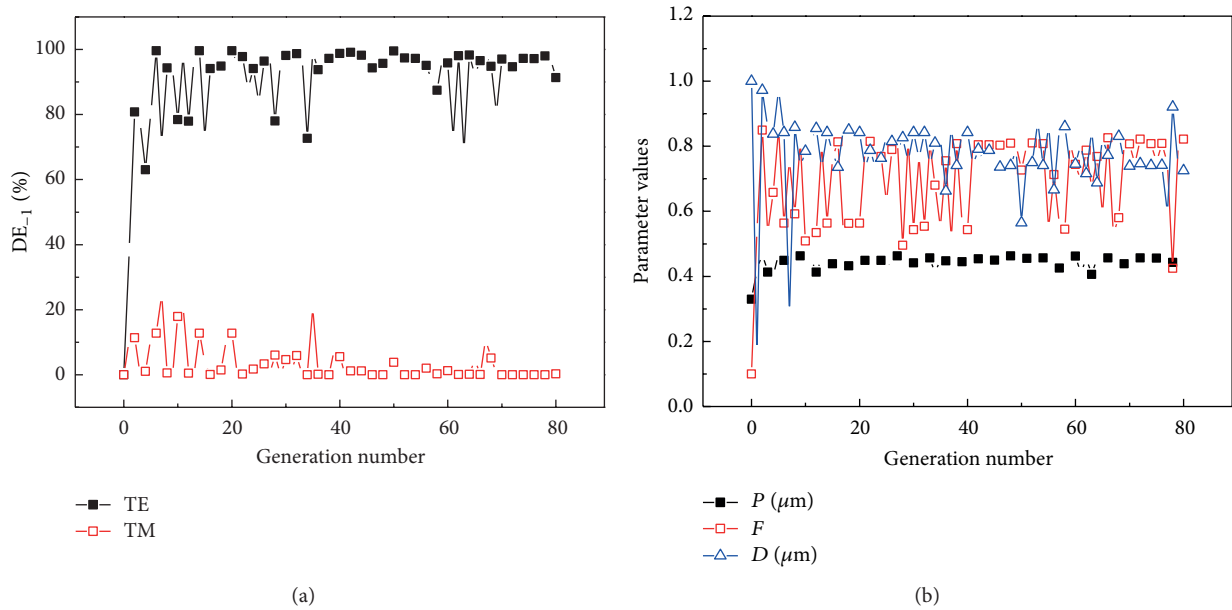 100
80
60
40
20
0
DE₋₁ (%)
0 20 40 60 80
Generation number
TE
TM
(a)
1.2
1.0
0.8
0.6
0.4
0.2
0.0
Parameter values
0 20 40 60 80
Generation number
P (μm)
F
D (μm)
(b)